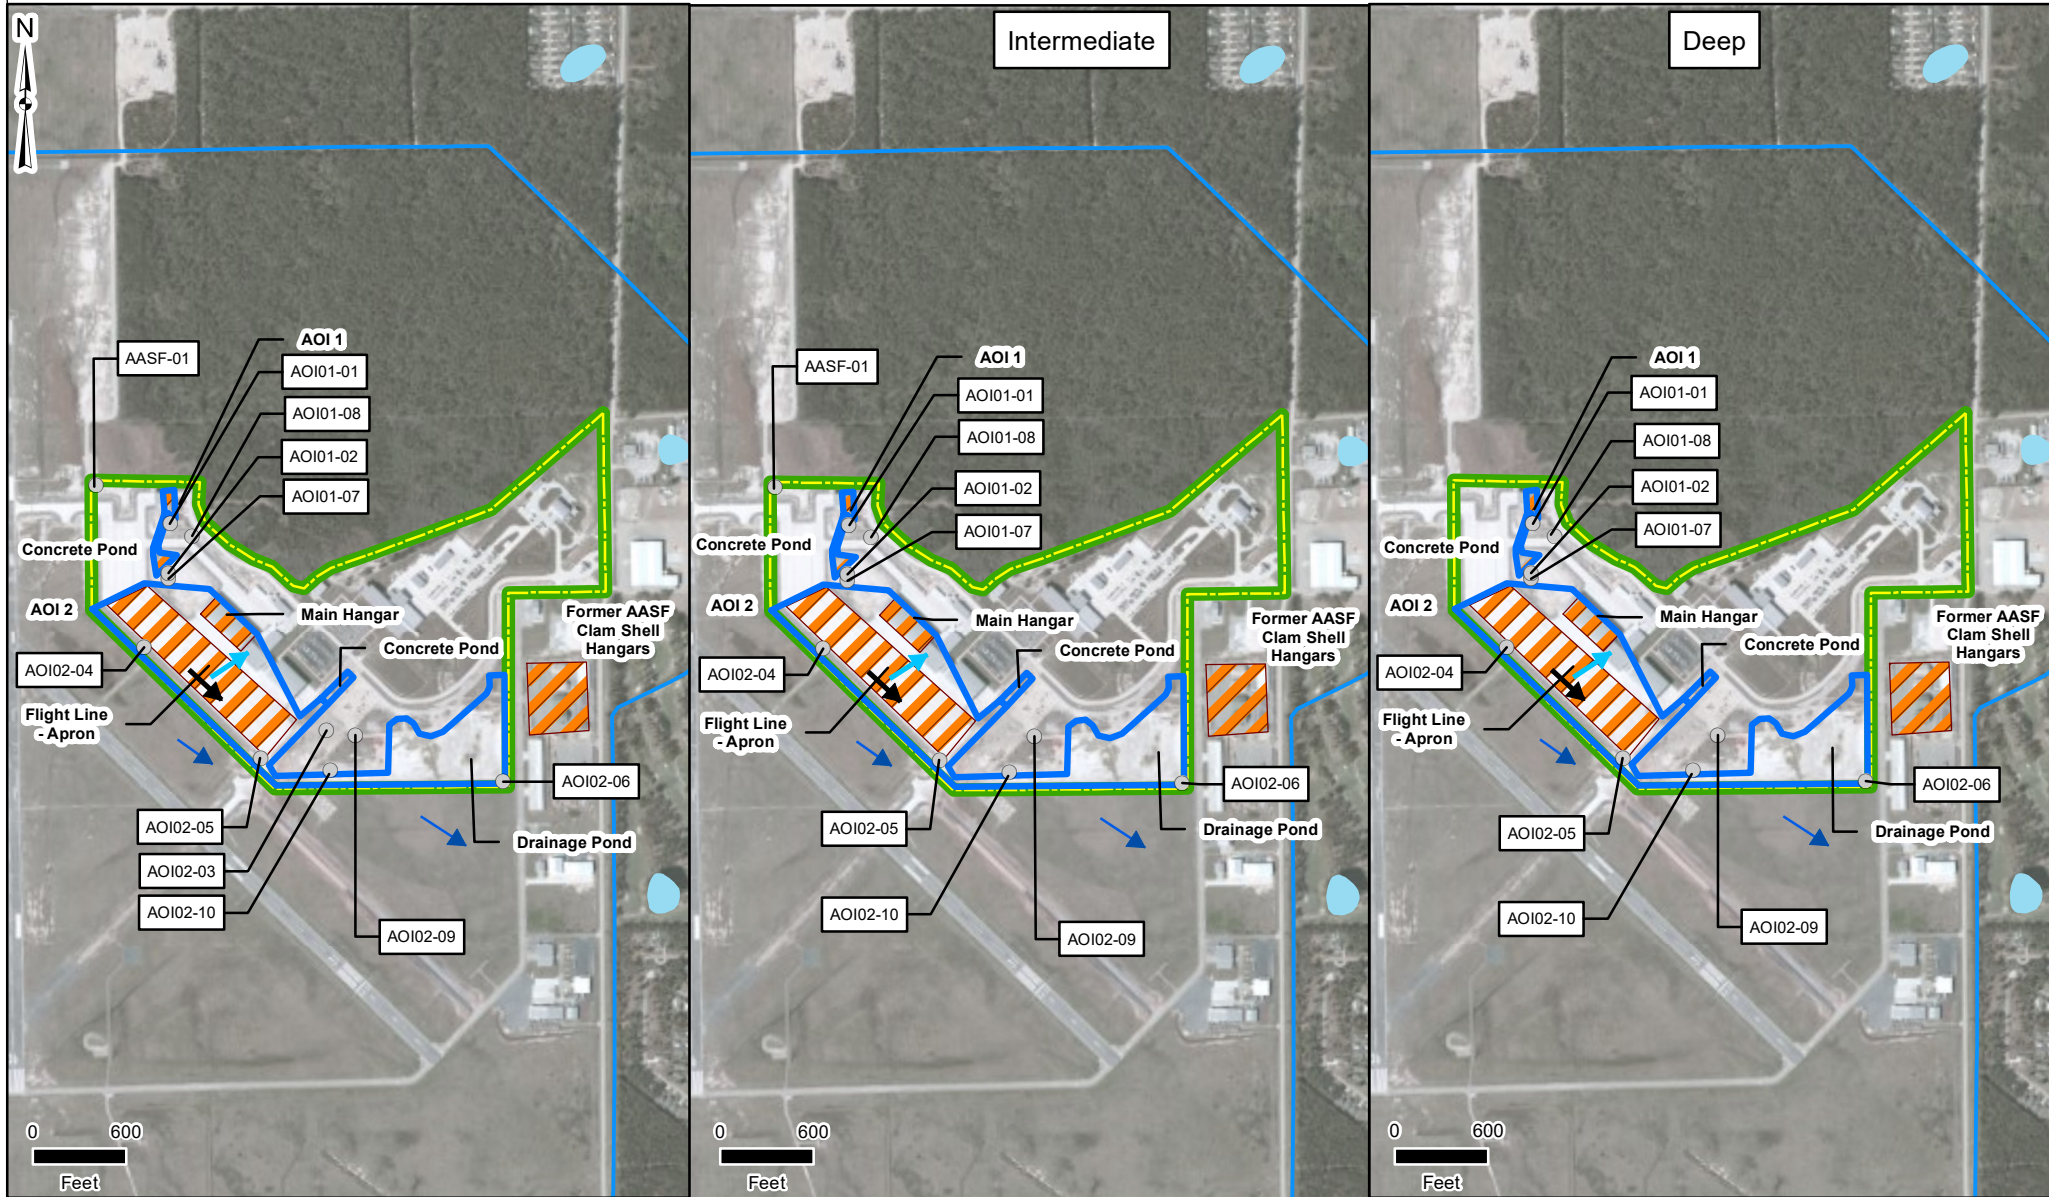 N
AOI 1
AASF-01
AOI01-01
AOI01-08
AOI01-02
AOI01-07
Concrete Pond
AOI 2
Main Hangar
Former AASF
Clam Shell
Hangars
Concrete Pond
AOI02-04
Flight Line
- Apron
AOI02-06
AOI02-05
Drainage Pond
AOI02-03
AOI02-10
AOI02-09
0 600
Feet
Intermediate
AOI 1
AASF-01
AOI01-01
AOI01-08
AOI01-02
AOI01-07
Concrete Pond
AOI 2
Main Hangar
Former AASF
Clam Shell
Hangars
Concrete Pond
AOI02-04
Flight Line
- Apron
AOI02-06
AOI02-05
Drainage Pond
AOI02-10
AOI02-09
0 600
Feet
Deep
AOI 1
AOI01-01
AOI01-08
AOI01-02
AOI01-07
Concrete Pond
AOI 2
Main Hangar
Former AASF
Clam Shell
Hangars
Concrete Pond
AOI02-04
Flight Line
- Apron
AOI02-06
AOI02-05
Drainage Pond
AOI02-10
AOI02-09
0 600
Feet